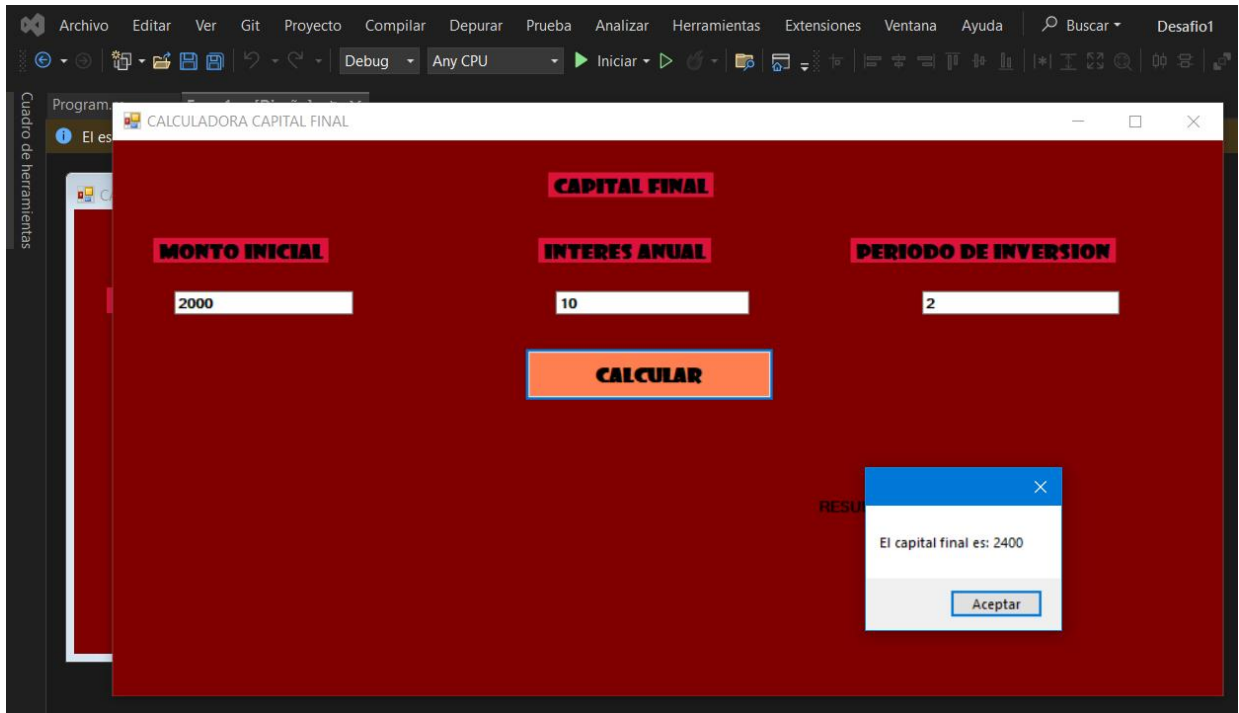 Archivo Editar Ver Git Proyecto Compilar Depurar Prueba Analizar Herramientas Extensiones Ventana Ayuda Buscar Desafio1
Debug Any CPU Iniciar
Cuadro de herramientas
Program.
El es
CALCULADORA CAPITAL FINAL
CAPITAL FINAL
MONTO INICIAL INTERES ANUAL PERIODO DE INVERSION
2000 10 2
CALCULAR
El capital final es: 2400
Aceptar